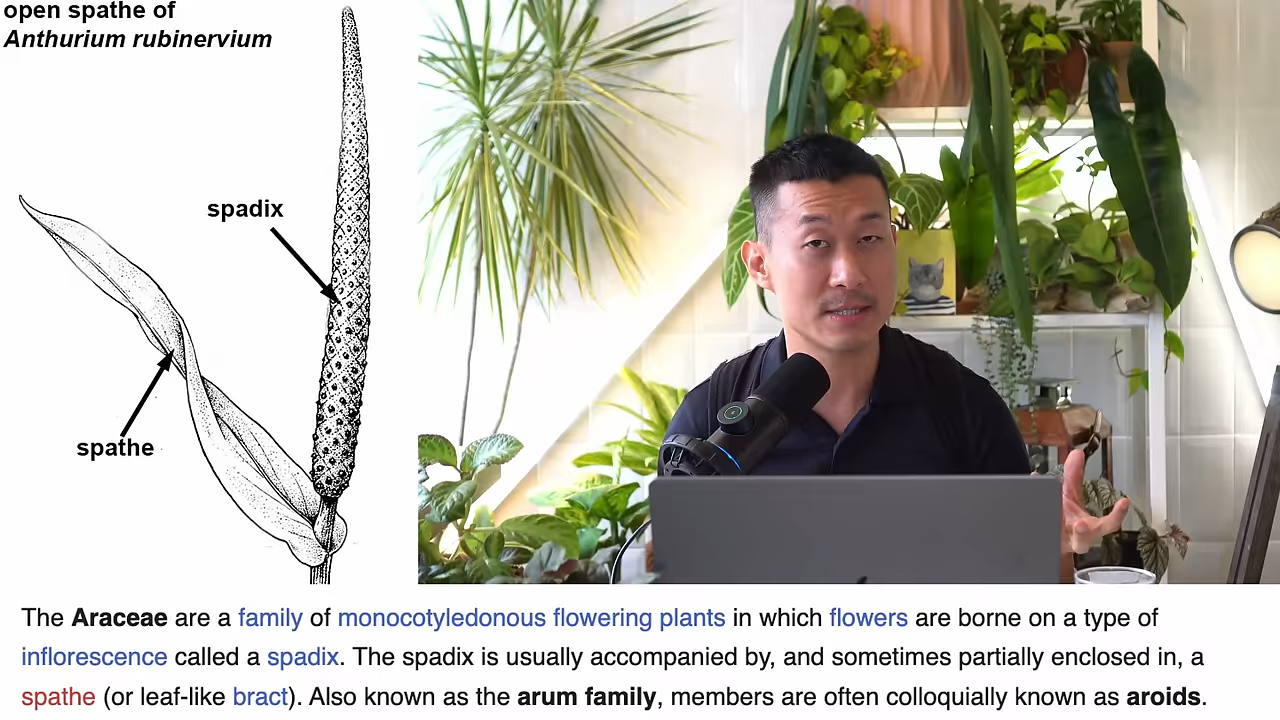 open spathe of
Anthurium rubinervium
spadix
spathe
The Araceae are a family of monocotyledonous flowering plants in which flowers are borne on a type of
inflorescence called a spadix. The spadix is usually accompanied by, and sometimes partially enclosed in, a
spathe (or leaf-like bract). Also known as the arum family, members are often colloquially known as aroids.